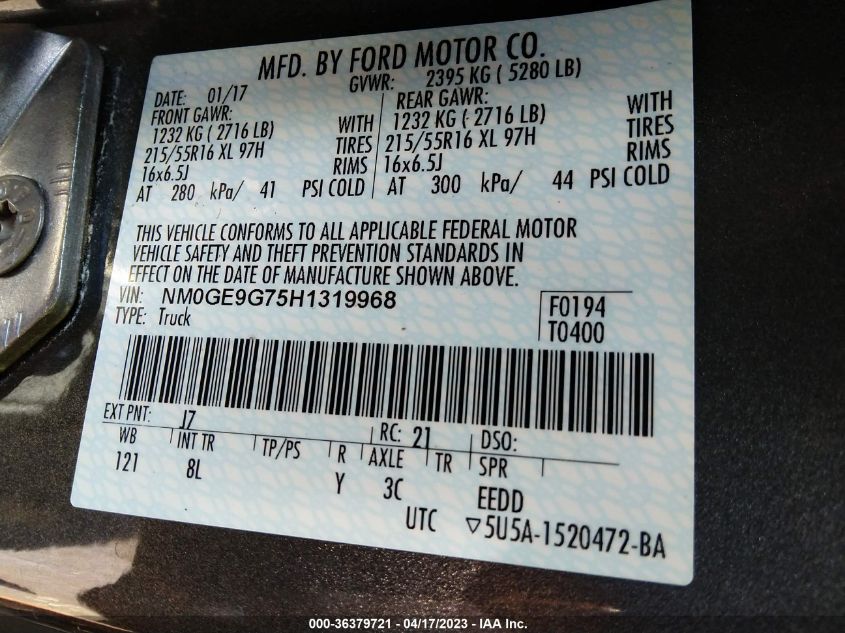 MFD. BY FORD MOTOR CO.
DATE: 01/17 GVWR: 2395 KG ( 5280 LB)
FRONT GAWR: REAR GAWR:
1232 KG ( 2716 LB) WITH 1232 KG ( 2716 LB) WITH
215/55R16 XL 97H TIRES 215/55R16 XL 97H TIRES
16x6.5J RIMS 16x6.5J RIMS
AT 280 kPa/ 41 PSI COLD AT 300 kPa/ 44 PSI COLD
THIS VEHICLE CONFORMS TO ALL APPLICABLE FEDERAL MOTOR
VEHICLE SAFETY AND THEFT PREVENTION STANDARDS IN
EFFECT ON THE DATE OF MANUFACTURE SHOWN ABOVE.
VIN: NM0GE9G75H1319968 F0194
TYPE: Truck T0400
EXT PNT: J7 RC: 21 DSO:
WB INT TR TP/PS R AXLE TR SPR
121 8L Y 3C EEDD
UTC ▽5U5A-1520472-BA
000-36379721 - 04/17/2023 - IAA Inc.